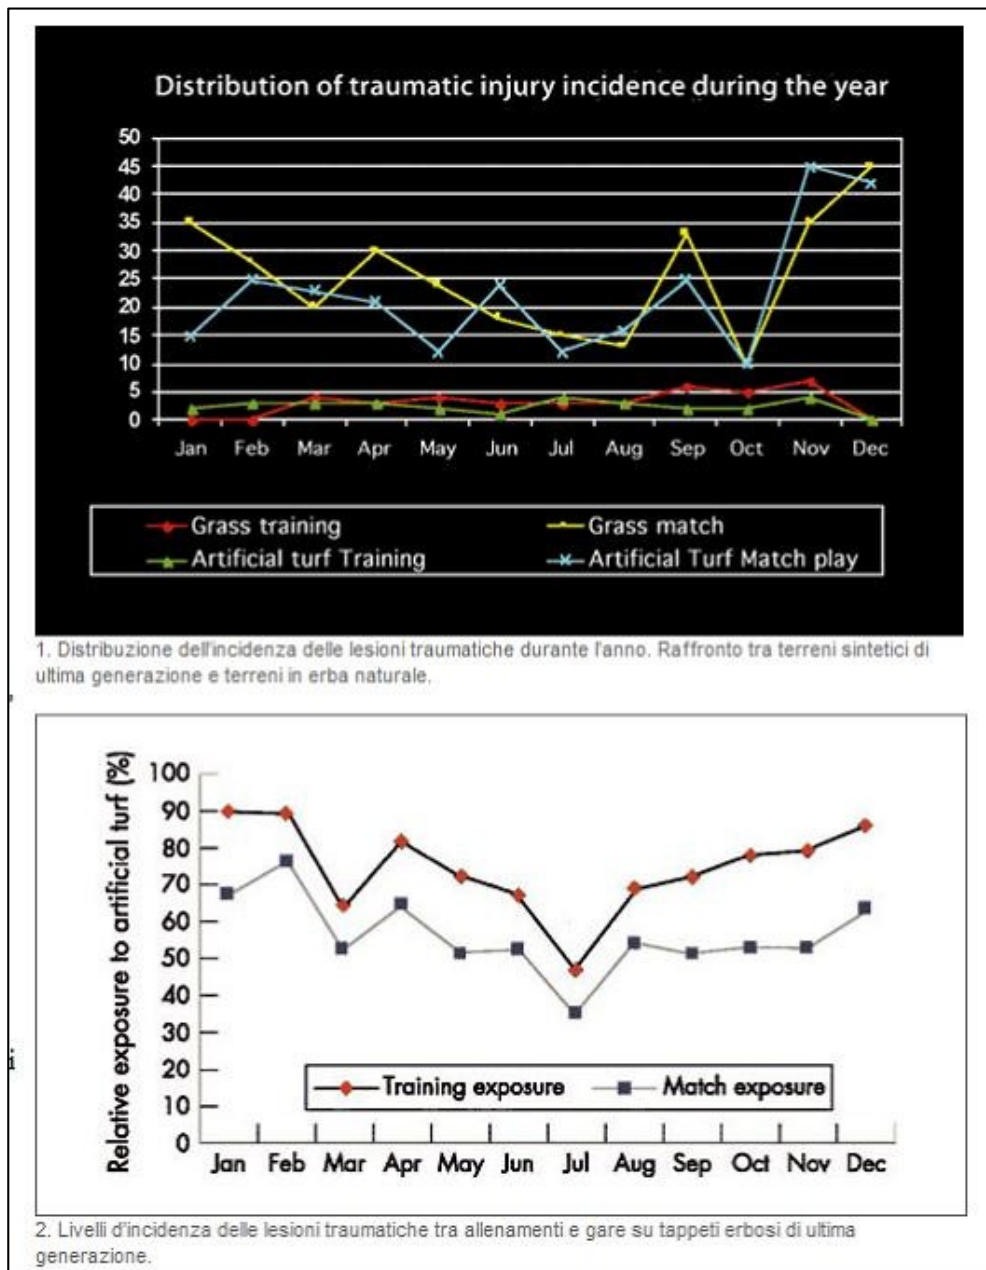 Distribution of traumatic injury incidence during the year
50
45
40
35
30
25
20
15
10
5
0
Jan Feb Mar Apr May Jun Jul Aug Sep Oct Nov Dec
Grass training Grass match
Artificial turf Training Artificial Turf Match play
1. Distribuzione dell'incidenza delle lesioni traumatiche durante l'anno. Raffronto tra terreni sintetici di
ultima generazione e terreni in erba naturale.
Relative exposure to artificial turf (%)
100
90
80
70
60
50
40
30
20
10
0
Training exposure Match exposure
Jan Feb Mar Apr May Jun Jul Aug Sep Oct Nov Dec
2. Livelli d'incidenza delle lesioni traumatiche tra allenamenti e gare su tappeti erbosi di ultima
generazione.